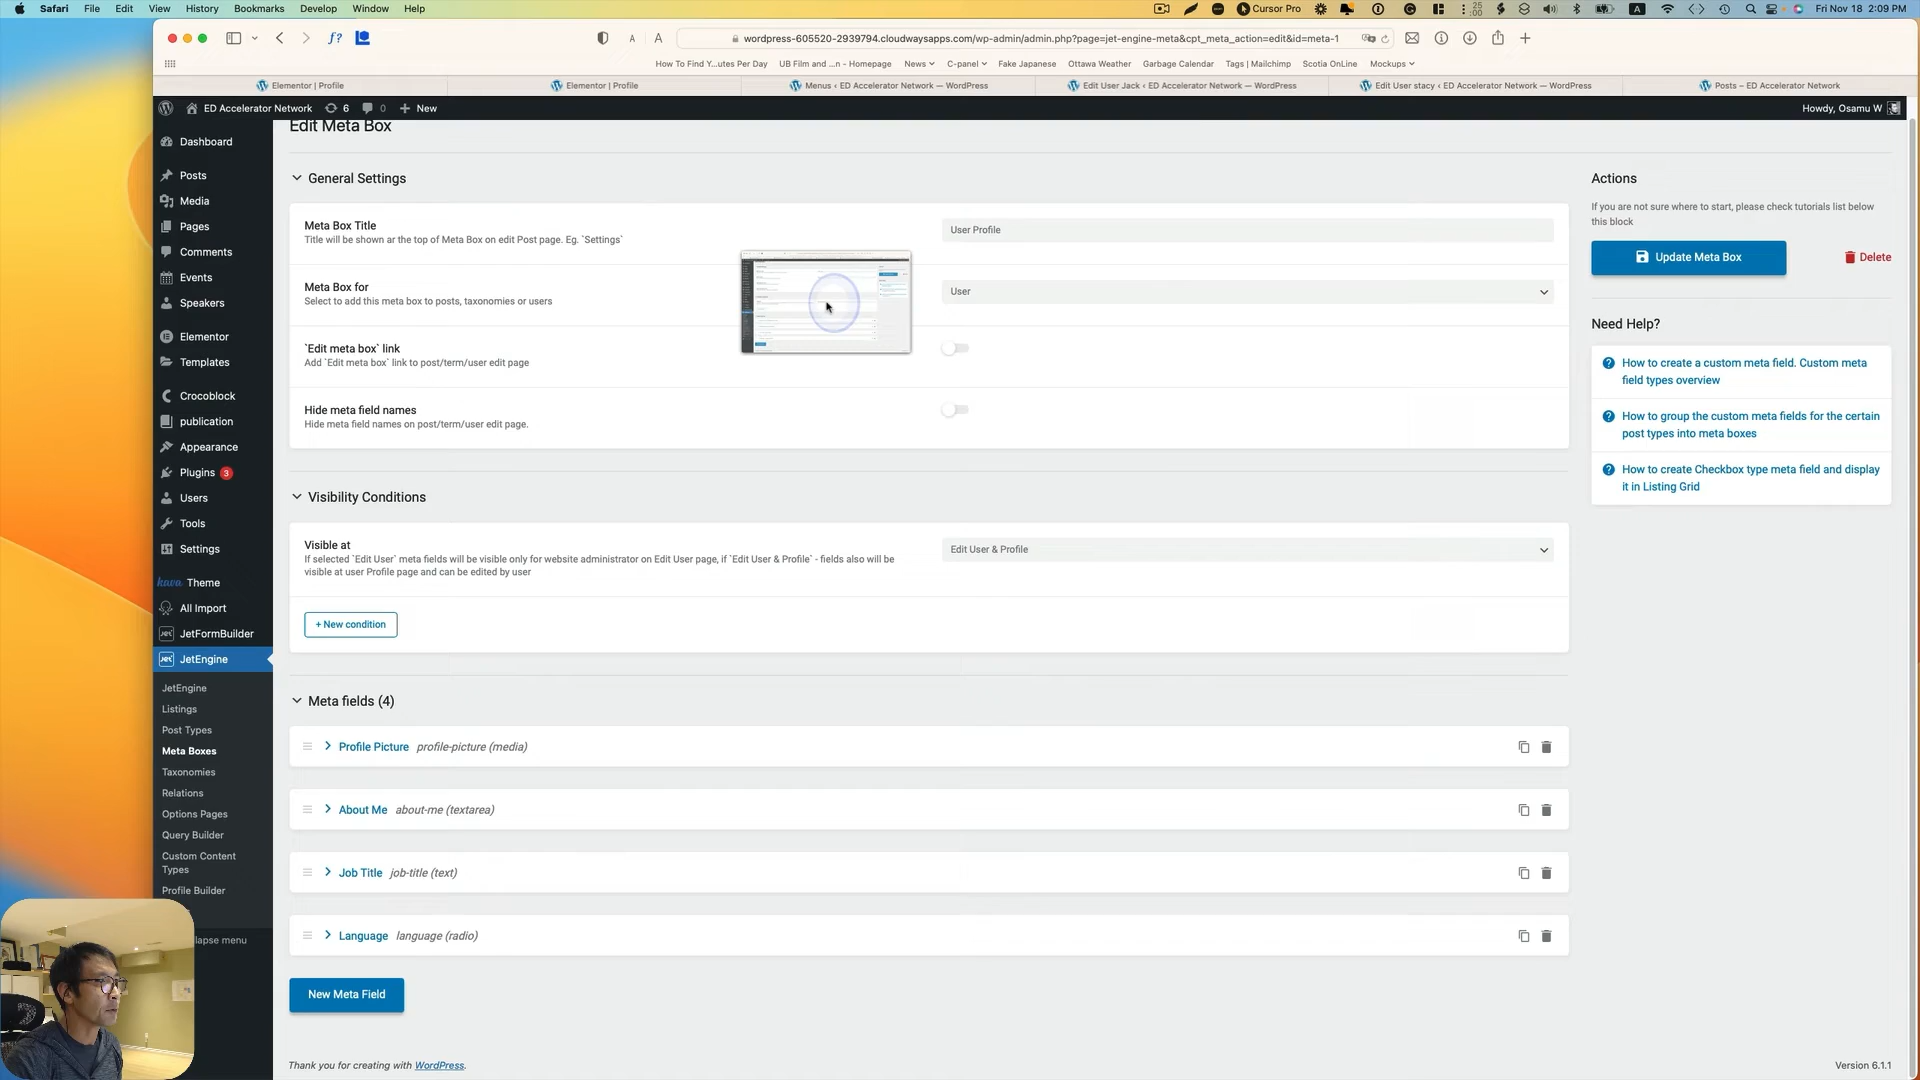 Safari File Edit View History Bookmarks Develop Window Help
Cursor Pro
25
:00
A
Fri Nov 18 2:09 PM
f?
A A
wordpress-605520-2939794.cloudwaysapps.com/wp-admin/admin.php?page=jet-engine-meta&cpt_meta_action=edit&id=meta-1
How To Find Y...utes Per Day UB Film and ...n - Homepage News C-panel Fake Japanese Ottawa Weather Garbage Calendar Tags | Mailchimp Scotia OnLine Mockups
Elementor | Profile
Elementor | Profile
Menus ‹ ED Accelerator Network — WordPress
Edit User Jack ‹ ED Accelerator Network — WordPress
Edit User stacy ‹ ED Accelerator Network — WordPress
Posts – ED Accelerator Network
ED Accelerator Network 6 0 New
Howdy, Osamu W
Dashboard
Posts
Media
Pages
Comments
Events
Speakers
Elementor
Templates
Crocoblock
publication
Appearance
Plugins 3
Users
Tools
Settings
kava Theme
All Import
JetFormBuilder
JetEngine
JetEngine
Listings
Post Types
Meta Boxes
Taxonomies
Relations
Options Pages
Query Builder
Custom Content
Types
Profile Builder
lapse menu
Edit Meta Box
General Settings
Meta Box Title
Title will be shown ar the top of Meta Box on edit Post page. Eg. `Settings`
User Profile
Meta Box for
Select to add this meta box to posts, taxonomies or users
User
`Edit meta box` link
Add `Edit meta box` link to post/term/user edit page
Hide meta field names
Hide meta field names on post/term/user edit page.
Visibility Conditions
Visible at
If selected `Edit User` meta fields will be visible only for website administrator on Edit User page, if `Edit User & Profile` - fields also will be
visible at user Profile page and can be edited by user
Edit User & Profile
+ New condition
Meta fields (4)
Profile Picture profile-picture (media)
About Me about-me (textarea)
Job Title job-title (text)
Language language (radio)
New Meta Field
Thank you for creating with WordPress.
Version 6.1.1
Actions
If you are not sure where to start, please check tutorials list below
this block
Update Meta Box
Delete
Need Help?
How to create a custom meta field. Custom meta
field types overview
How to group the custom meta fields for the certain
post types into meta boxes
How to create Checkbox type meta field and display
it in Listing Grid